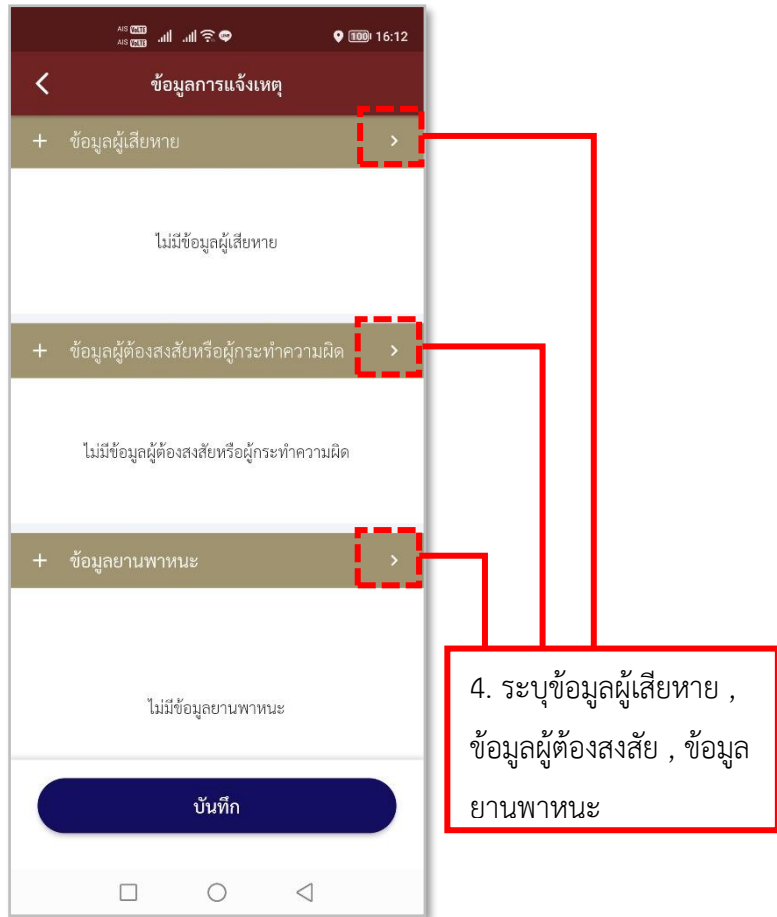 AIS VoLTE
AIS VoLTE
100 16:12
ข้อมูลการแจ้งเหตุ
+ ข้อมูลผู้เสียหาย >
ไม่มีข้อมูลผู้เสียหาย
+ ข้อมูลผู้ต้องสงสัยหรือผู้กระทำความผิด >
ไม่มีข้อมูลผู้ต้องสงสัยหรือผู้กระทำความผิด
+ ข้อมูลยานพาหนะ >
ไม่มีข้อมูลยานพาหนะ
บันทึก
4. ระบุข้อมูลผู้เสียหาย ,
ข้อมูลผู้ต้องสงสัย , ข้อมูล
ยานพาหนะ